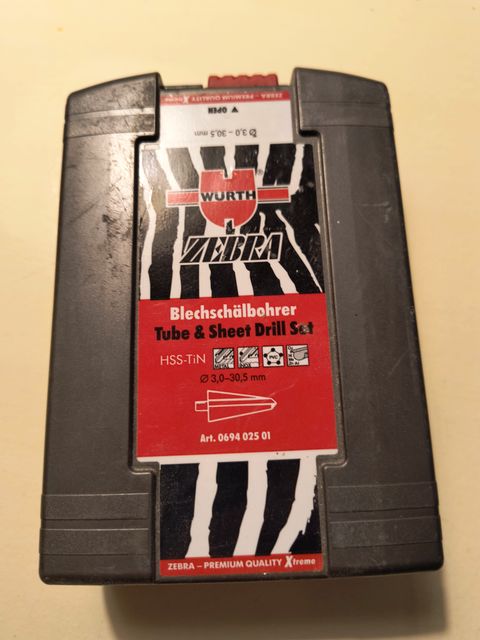 ZEBRA – PREMIUM QUALITY Xtreme
▼ OPEN
Ø 3,0 – 30,5 mm
WÜRTH®
ZEBRA
Blechschälbohrer
Tube & Sheet Drill Set
HSS-TiN
PVC
Ø 3,0–30,5 mm
Art. 0694 025 01
ZEBRA – PREMIUM QUALITY Xtreme